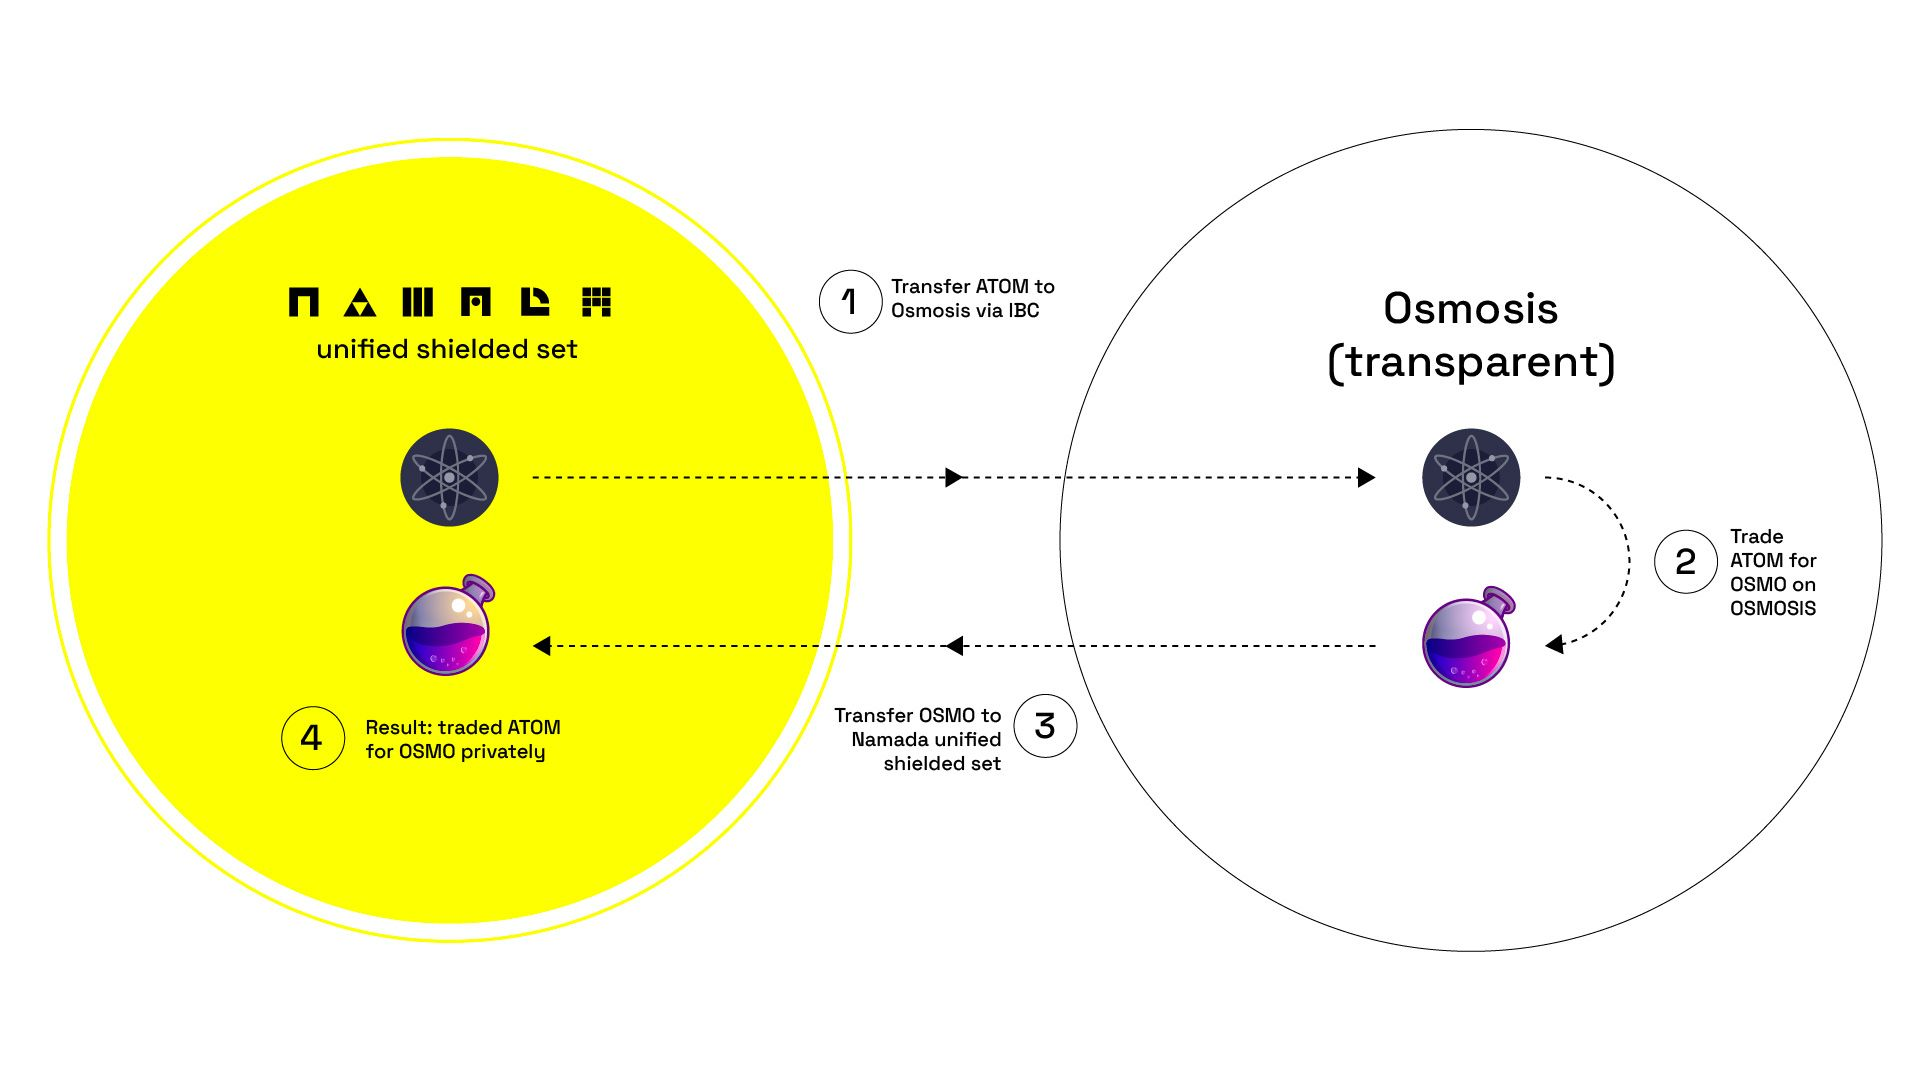 NAMADA
unified shielded set
1
Transfer ATOM to
Osmosis via IBC
Osmosis
(transparent)
2
Trade
ATOM for
OSMO on
OSMOSIS
3
Transfer OSMO to
Namada unified
shielded set
4
Result: traded ATOM
for OSMO privately